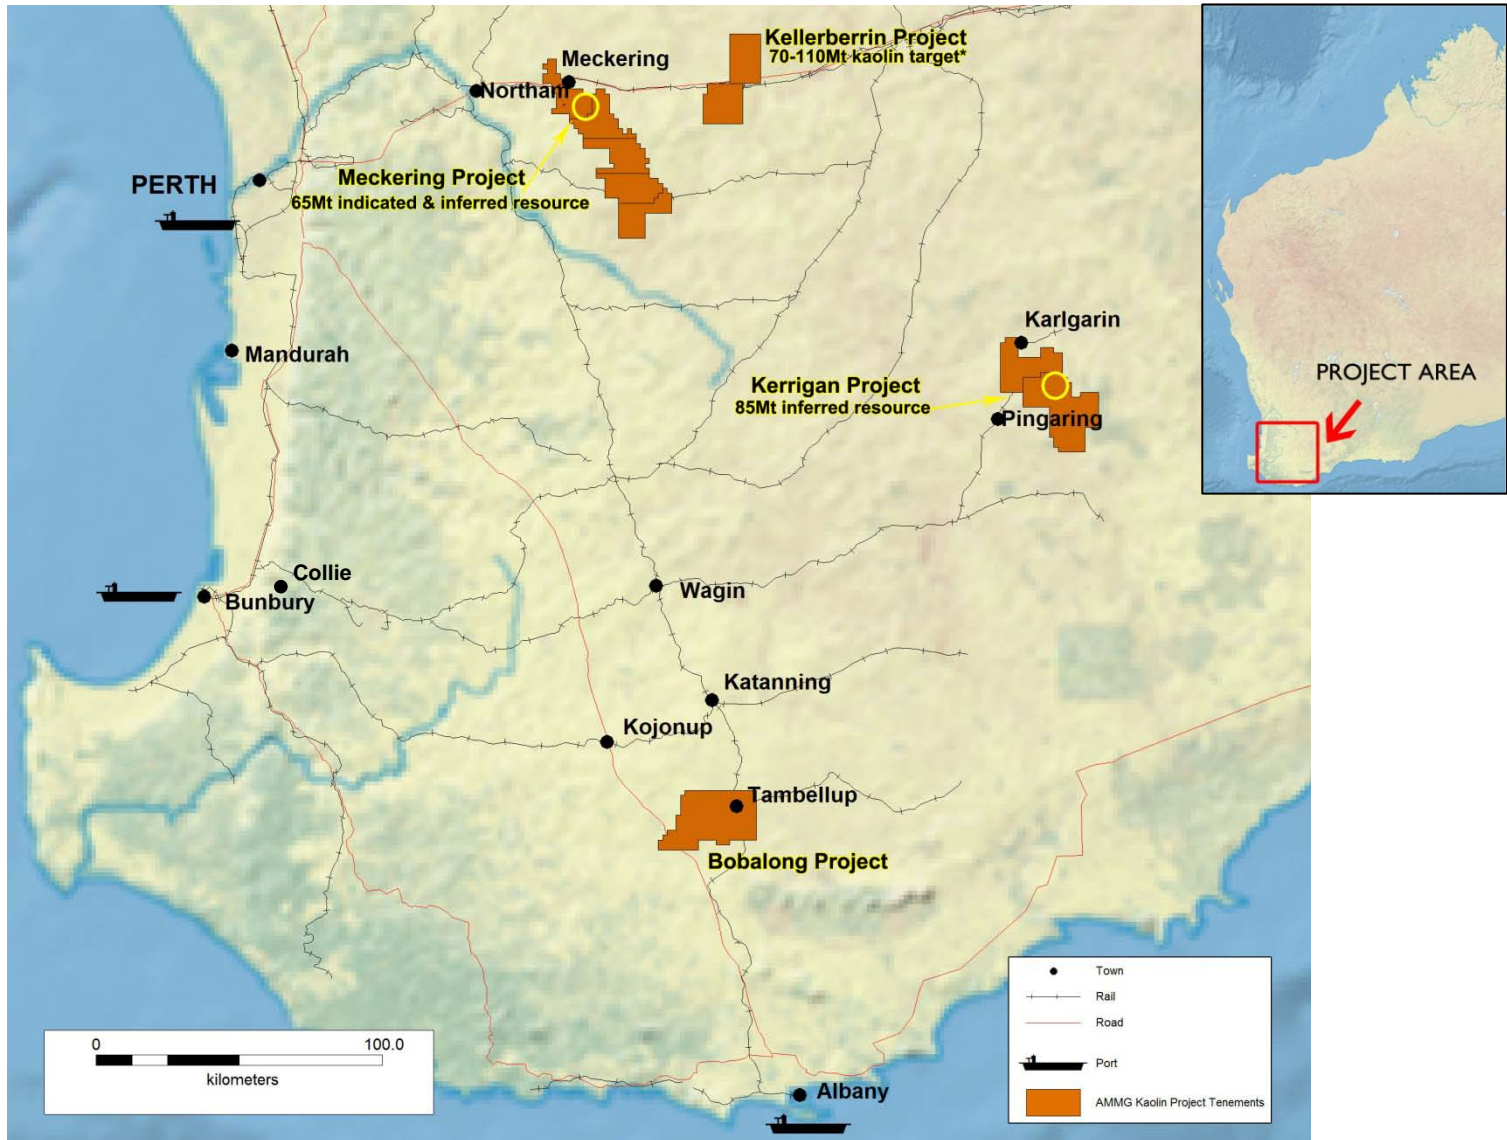 Kellerberrin Project
70-110Mt kaolin target*
Meckering
Northam
PERTH
Meckering Project
65Mt indicated & inferred resource
Karlgarin
Mandurah
Kerrigan Project
85Mt inferred resource
Pingaring
PROJECT AREA
Collie
Bunbury
Wagin
Katanning
Kojonup
Tambellup
Bobalong Project
Albany
0 100.0
kilometers
Town
Rail
Road
Port
AMMG Kaolin Project Tenements